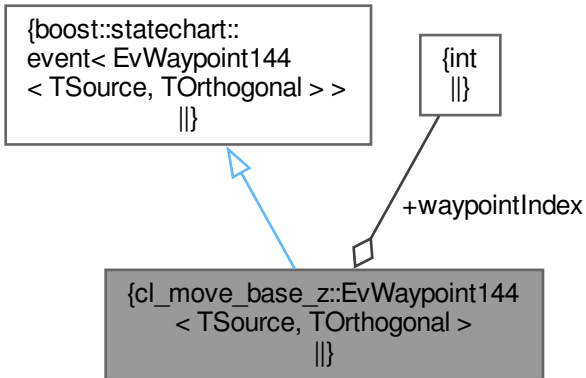 {boost::statechart::
event< EvWaypoint144
< TSource, TOrthogonal > >
||}
{int
||}
+waypointIndex
{cl_move_base_z::EvWaypoint144
< TSource, TOrthogonal >
||}